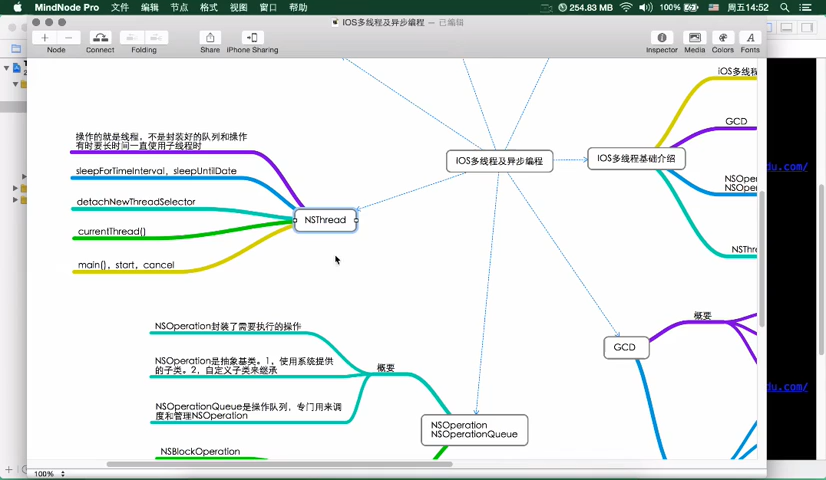 MindNode Pro 文件 编辑 节点 格式 视图 窗口 帮助 254.83 MB 100% 周五14:52
IOS多线程及异步编程 — 已编辑
Node Connect Folding Share iPhone Sharing Inspector Media Colors Fonts
操作的就是线程，不是封装好的队列和操作
有时要长时间一直使用子线程时
sleepForTimeInterval，sleepUntilDate
detachNewThreadSelector
currentThread()
main()，start，cancel
NSThread
IOS多线程及异步编程
IOS多线程基础介绍
iOS多线程
GCD
NSOper
NSOper
NSThr
du.com/
NSOperation封装了需要执行的操作
NSOperation是抽象基类。1，使用系统提供
的子类。2，自定义子类来继承
NSOperationQueue是操作队列，专门用来调
度和管理NSOperation
概要
NSBlockOperation
NSOperation
NSOperationQueue
GCD
概要
du.com/
100%